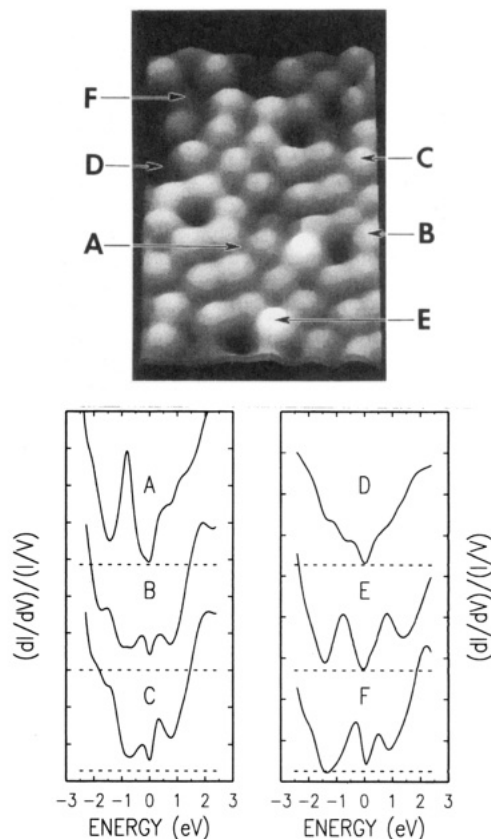 F
D
C
A
B
E
(dI/dV)/(I/V)
A
B
C
−3 −2 −1 0 1 2 3
ENERGY (eV)
D
E
F
−3 −2 −1 0 1 2 3
ENERGY (eV)
(dI/dV)/(I/V)